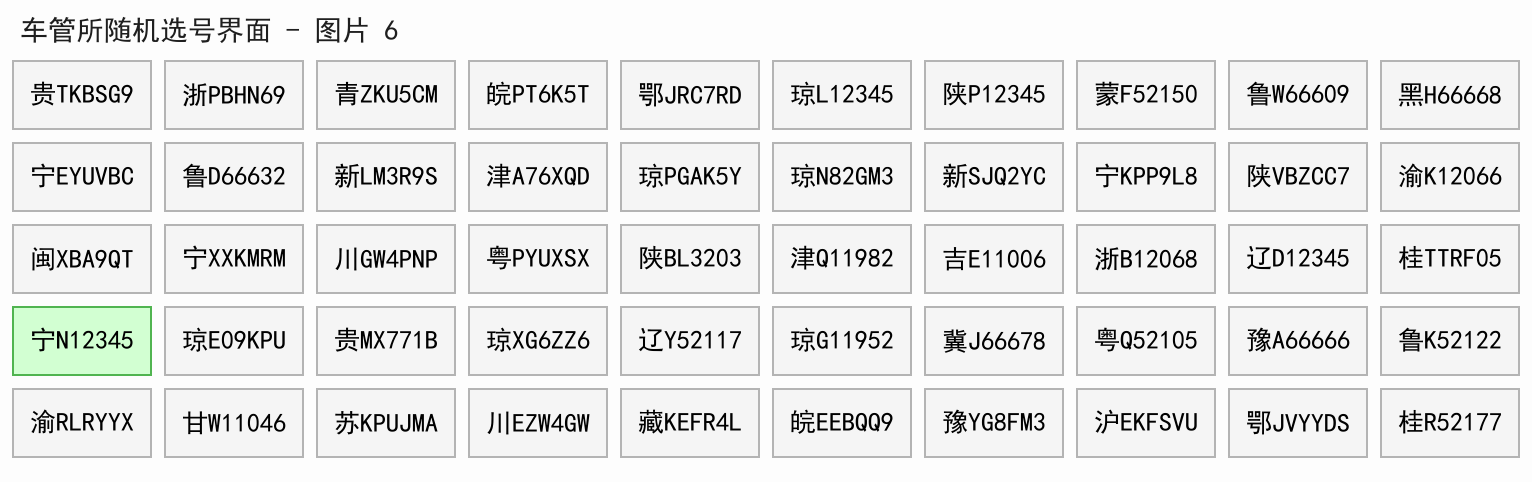 车管所随机选号界面 - 图片 6
贵TKBSG9 浙PBHN69 青ZKU5CM 皖PT6K5T 鄂JRC7RD 琼L12345 陕P12345 蒙F52150 鲁W66609 黑H66668
宁EYUVBC 鲁D66632 新LM3R9S 津A76XQD 琼PGAK5Y 琼N82GM3 新SJQ2YC 宁KPP9L8 陕VBZCC7 渝K12066
闽XBA9QT 宁XXKMRM 川GW4PNP 粤PYUXSX 陕BL3203 津Q11982 吉E11006 浙B12068 辽D12345 桂TTRF05
宁N12345 琼E09KPU 贵MX771B 琼XG6ZZ6 辽Y52117 琼G11952 冀J66678 粤Q52105 豫A66666 鲁K52122
渝RLRYYX 甘W11046 苏KPUJMA 川EZW4GW 藏KEFR4L 皖EEBQQ9 豫YG8FM3 沪EKFSVU 鄂JVYYDS 桂R52177